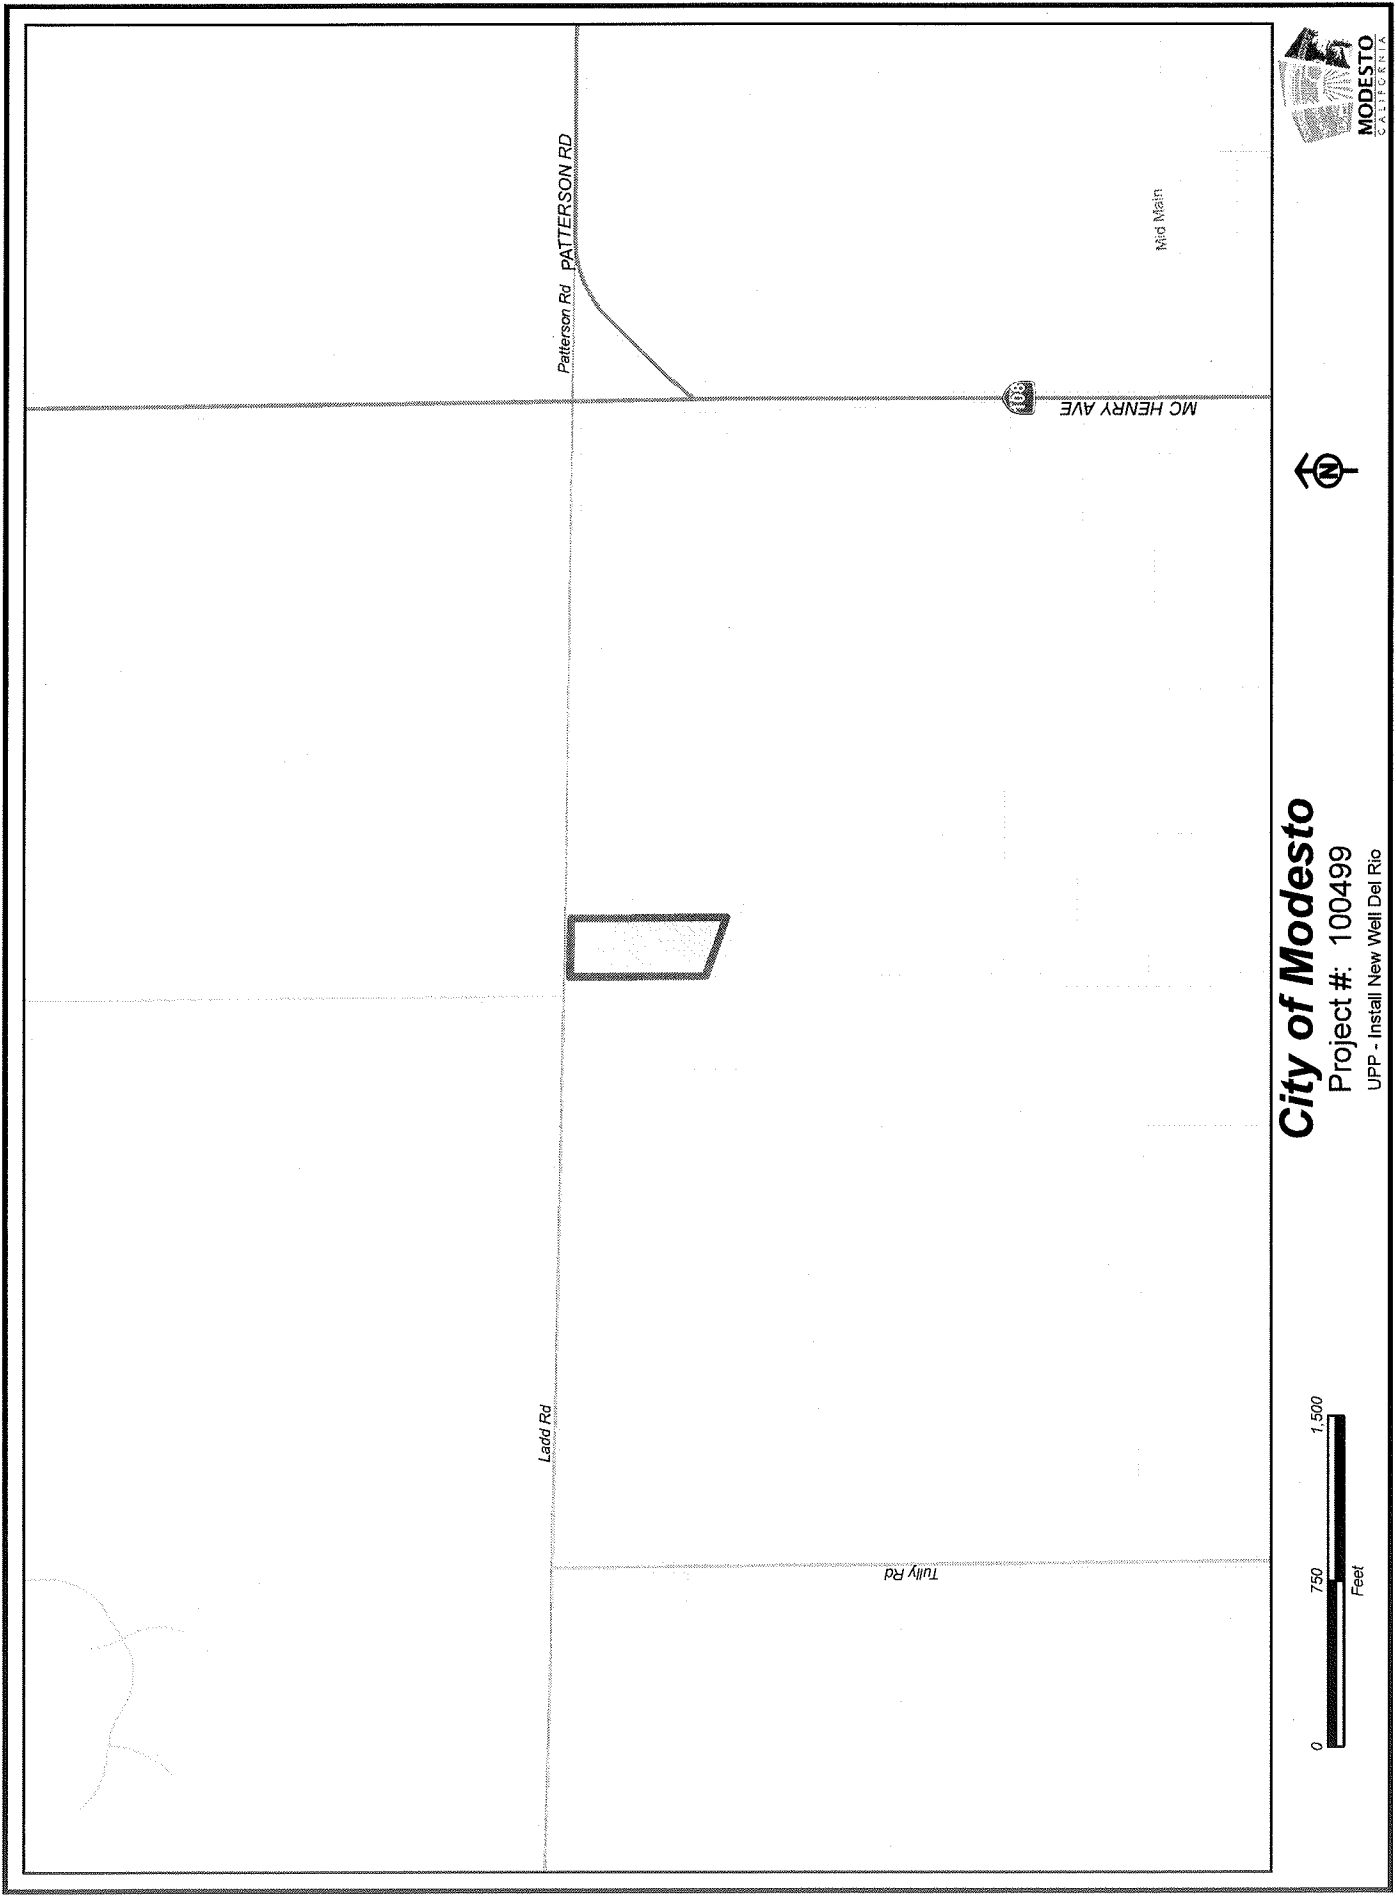 PATTERSON RD
Patterson Rd
Mid Main
108
MC HENRY AVE
Ladd Rd
Tully Rd
0 750 1,500
Feet
City of Modesto
Project #: 100499
UPP - Install New Well Del Rio
N
MODESTO
CALIFORNIA